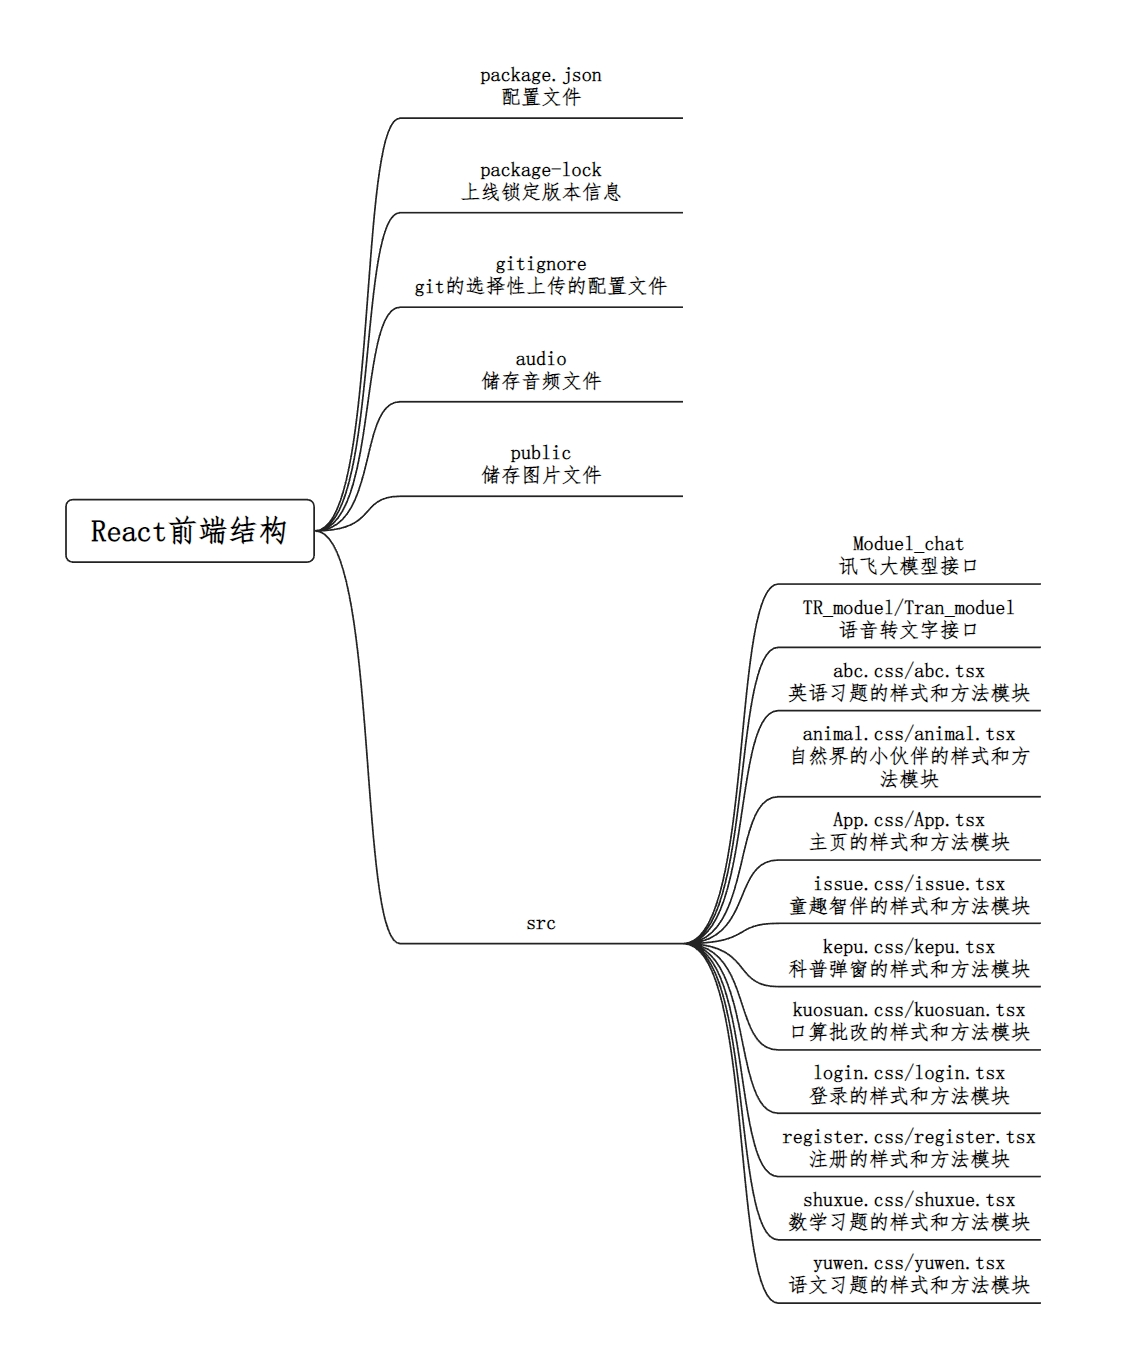 package.json
配置文件
package-lock
上线锁定版本信息
gitignore
git的选择性上传的配置文件
audio
储存音频文件
public
储存图片文件
React前端结构
src
Moduel_chat
讯飞大模型接口
TR_moduel/Tran_moduel
语音转文字接口
abc.css/abc.tsx
英语习题的样式和方法模块
animal.css/animal.tsx
自然界的小伙伴的样式和方
法模块
App.css/App.tsx
主页的样式和方法模块
issue.css/issue.tsx
童趣智伴的样式和方法模块
kepu.css/kepu.tsx
科普弹窗的样式和方法模块
kuosuan.css/kuosuan.tsx
口算批改的样式和方法模块
login.css/login.tsx
登录的样式和方法模块
register.css/register.tsx
注册的样式和方法模块
shuxue.css/shuxue.tsx
数学习题的样式和方法模块
yuwen.css/yuwen.tsx
语文习题的样式和方法模块